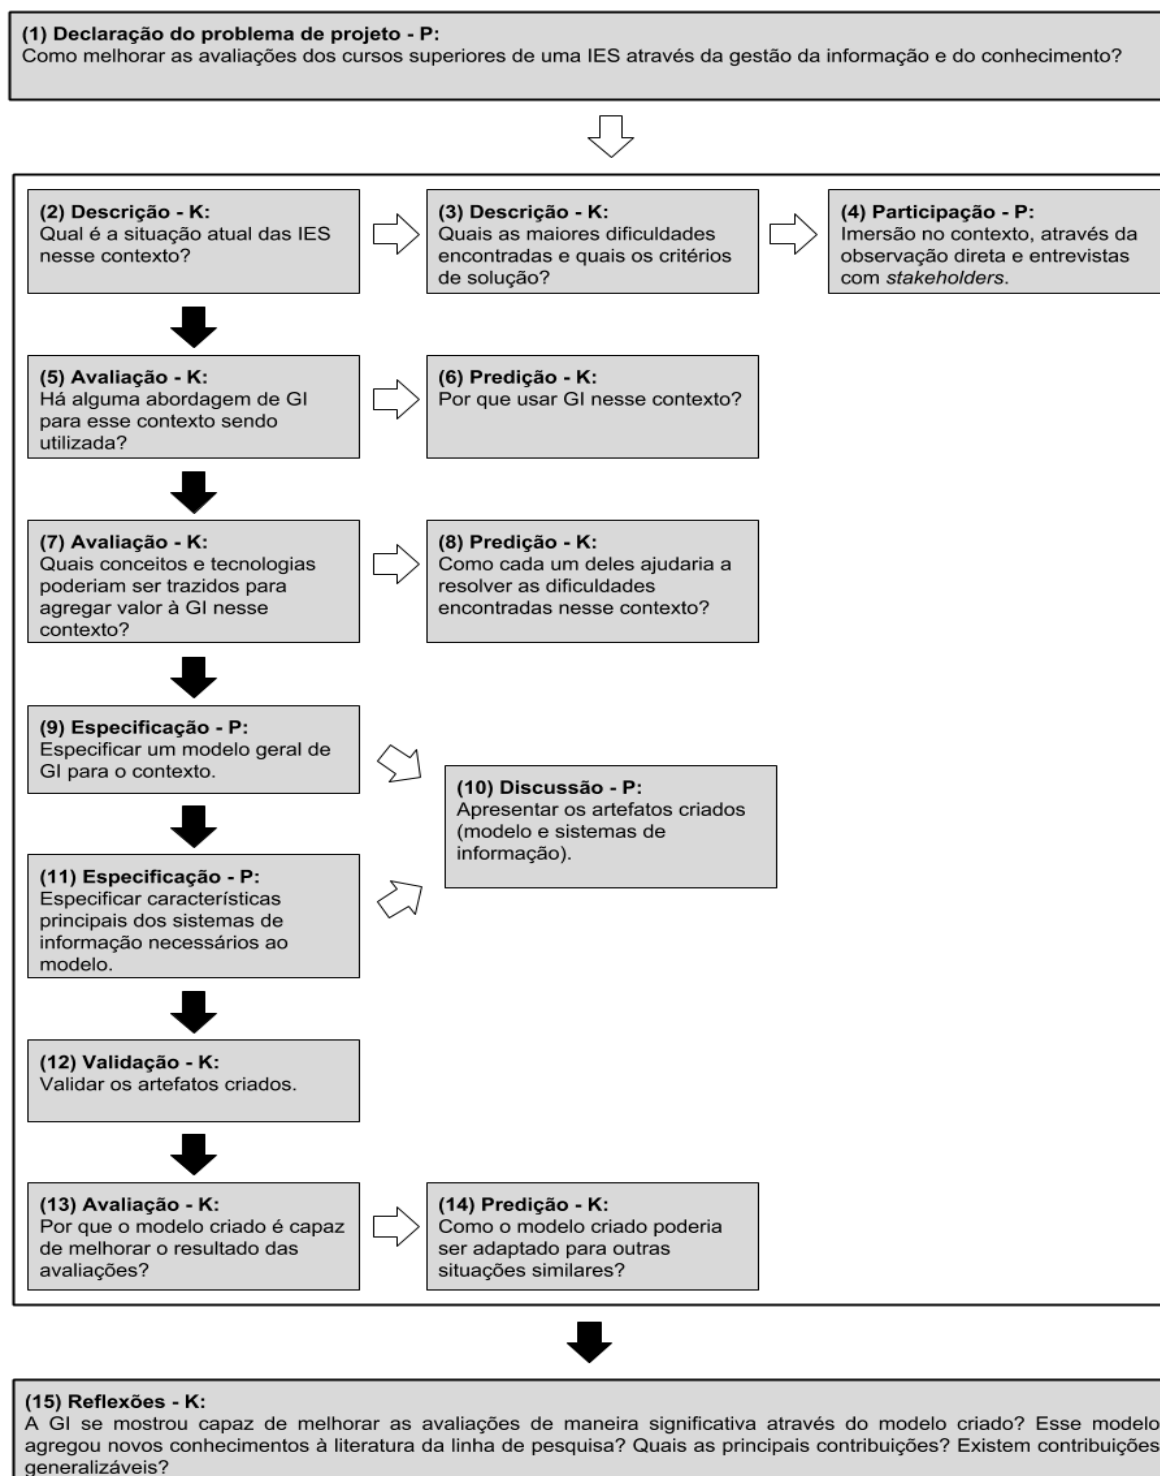 (1) Declaração do problema de projeto - P:
Como melhorar as avaliações dos cursos superiores de uma IES através da gestão da informação e do conhecimento?
(2) Descrição - K:
Qual é a situação atual das IES
nesse contexto?
(3) Descrição - K:
Quais as maiores dificuldades
encontradas e quais os critérios
de solução?
(4) Participação - P:
Imersão no contexto, através da
observação direta e entrevistas
com stakeholders.
(5) Avaliação - K:
Há alguma abordagem de GI
para esse contexto sendo
utilizada?
(6) Predição - K:
Por que usar GI nesse contexto?
(7) Avaliação - K:
Quais conceitos e tecnologias
poderiam ser trazidos para
agregar valor à GI nesse
contexto?
(8) Predição - K:
Como cada um deles ajudaria a
resolver as dificuldades
encontradas nesse contexto?
(9) Especificação - P:
Especificar um modelo geral de
GI para o contexto.
(10) Discussão - P:
Apresentar os artefatos criados
(modelo e sistemas de
informação).
(11) Especificação - P:
Especificar características
principais dos sistemas de
informação necessários ao
modelo.
(12) Validação - K:
Validar os artefatos criados.
(13) Avaliação - K:
Por que o modelo criado é capaz
de melhorar o resultado das
avaliações?
(14) Predição - K:
Como o modelo criado poderia
ser adaptado para outras
situações similares?
(15) Reflexões - K:
A GI se mostrou capaz de melhorar as avaliações de maneira significativa através do modelo criado? Esse modelo
agregou novos conhecimentos à literatura da linha de pesquisa? Quais as principais contribuições? Existem contribuições
generalizáveis?